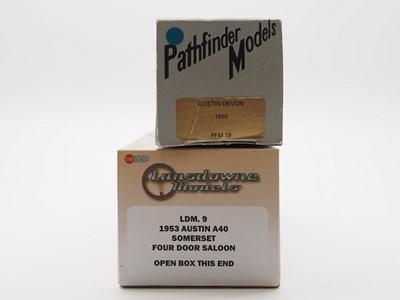 Pathfinder
Models
AUSTIN DEVON
1950
PFM 19
Lansdowne
Models
LDM. 9
1953 AUSTIN A40
SOMERSET
FOUR DOOR SALOON
OPEN BOX THIS END